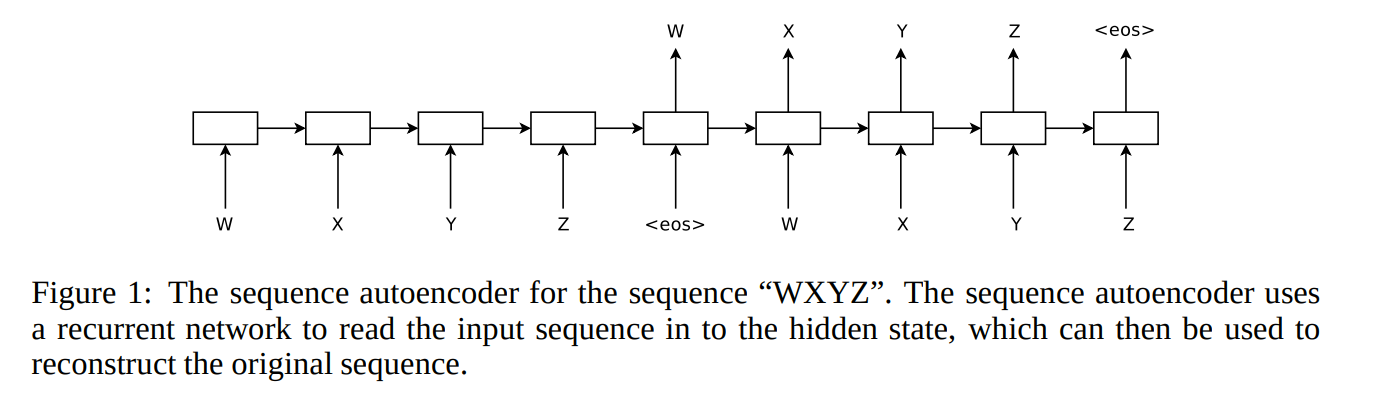 W X Y Z <eos>
W X Y Z <eos> W X Y Z
Figure 1: The sequence autoencoder for the sequence “WXYZ”. The sequence autoencoder uses
a recurrent network to read the input sequence in to the hidden state, which can then be used to
reconstruct the original sequence.